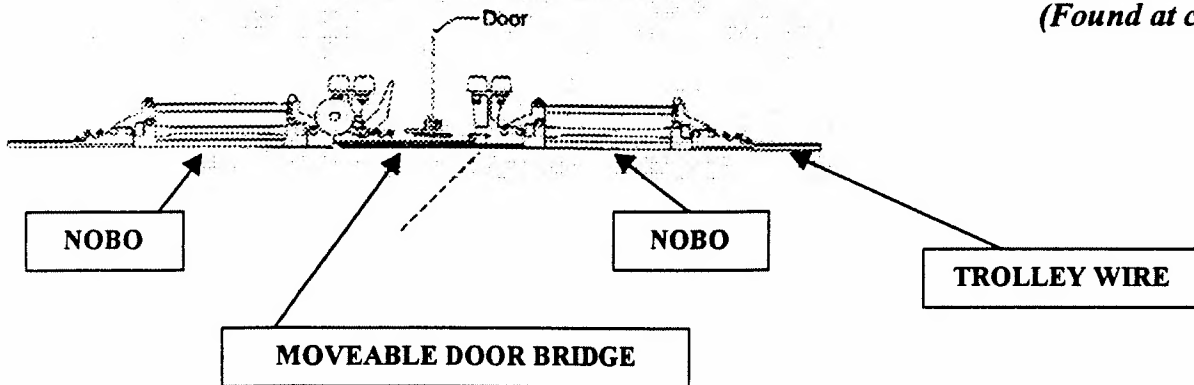 (Found at c
Door
NOBO
NOBO
TROLLEY WIRE
MOVEABLE DOOR BRIDGE